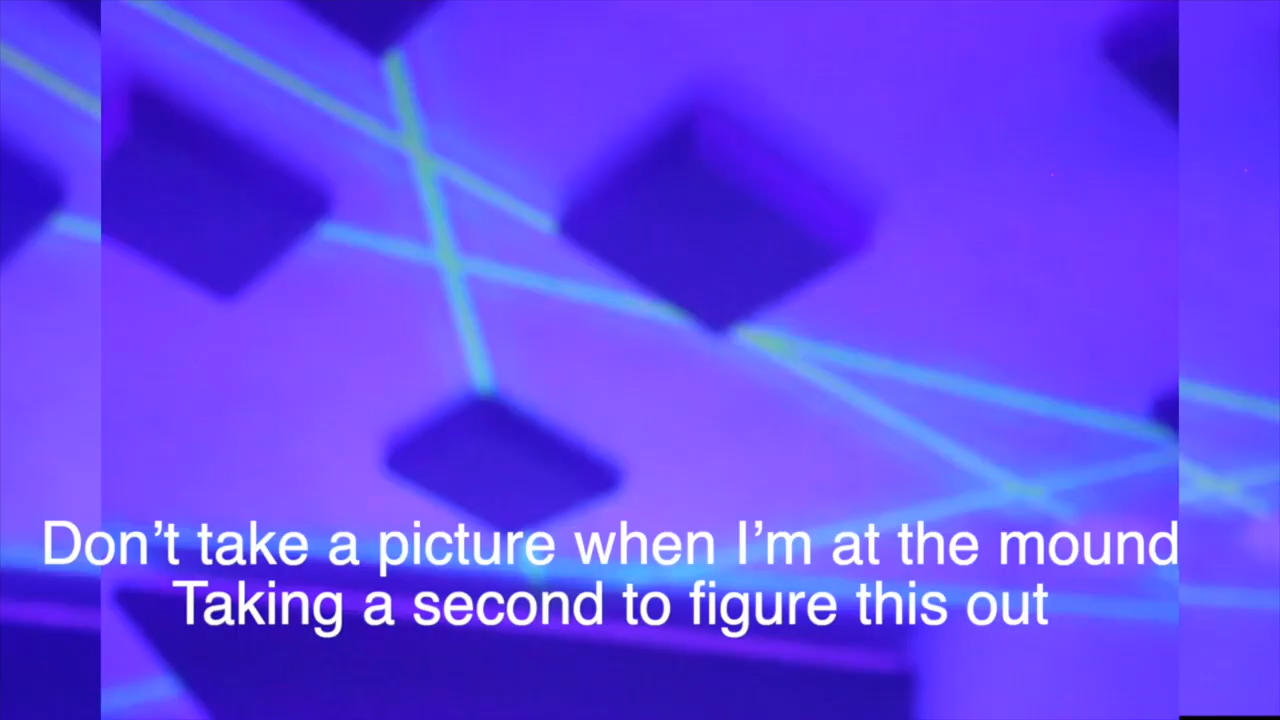 Don’t take a picture when I’m at the mound
Taking a second to figure this out